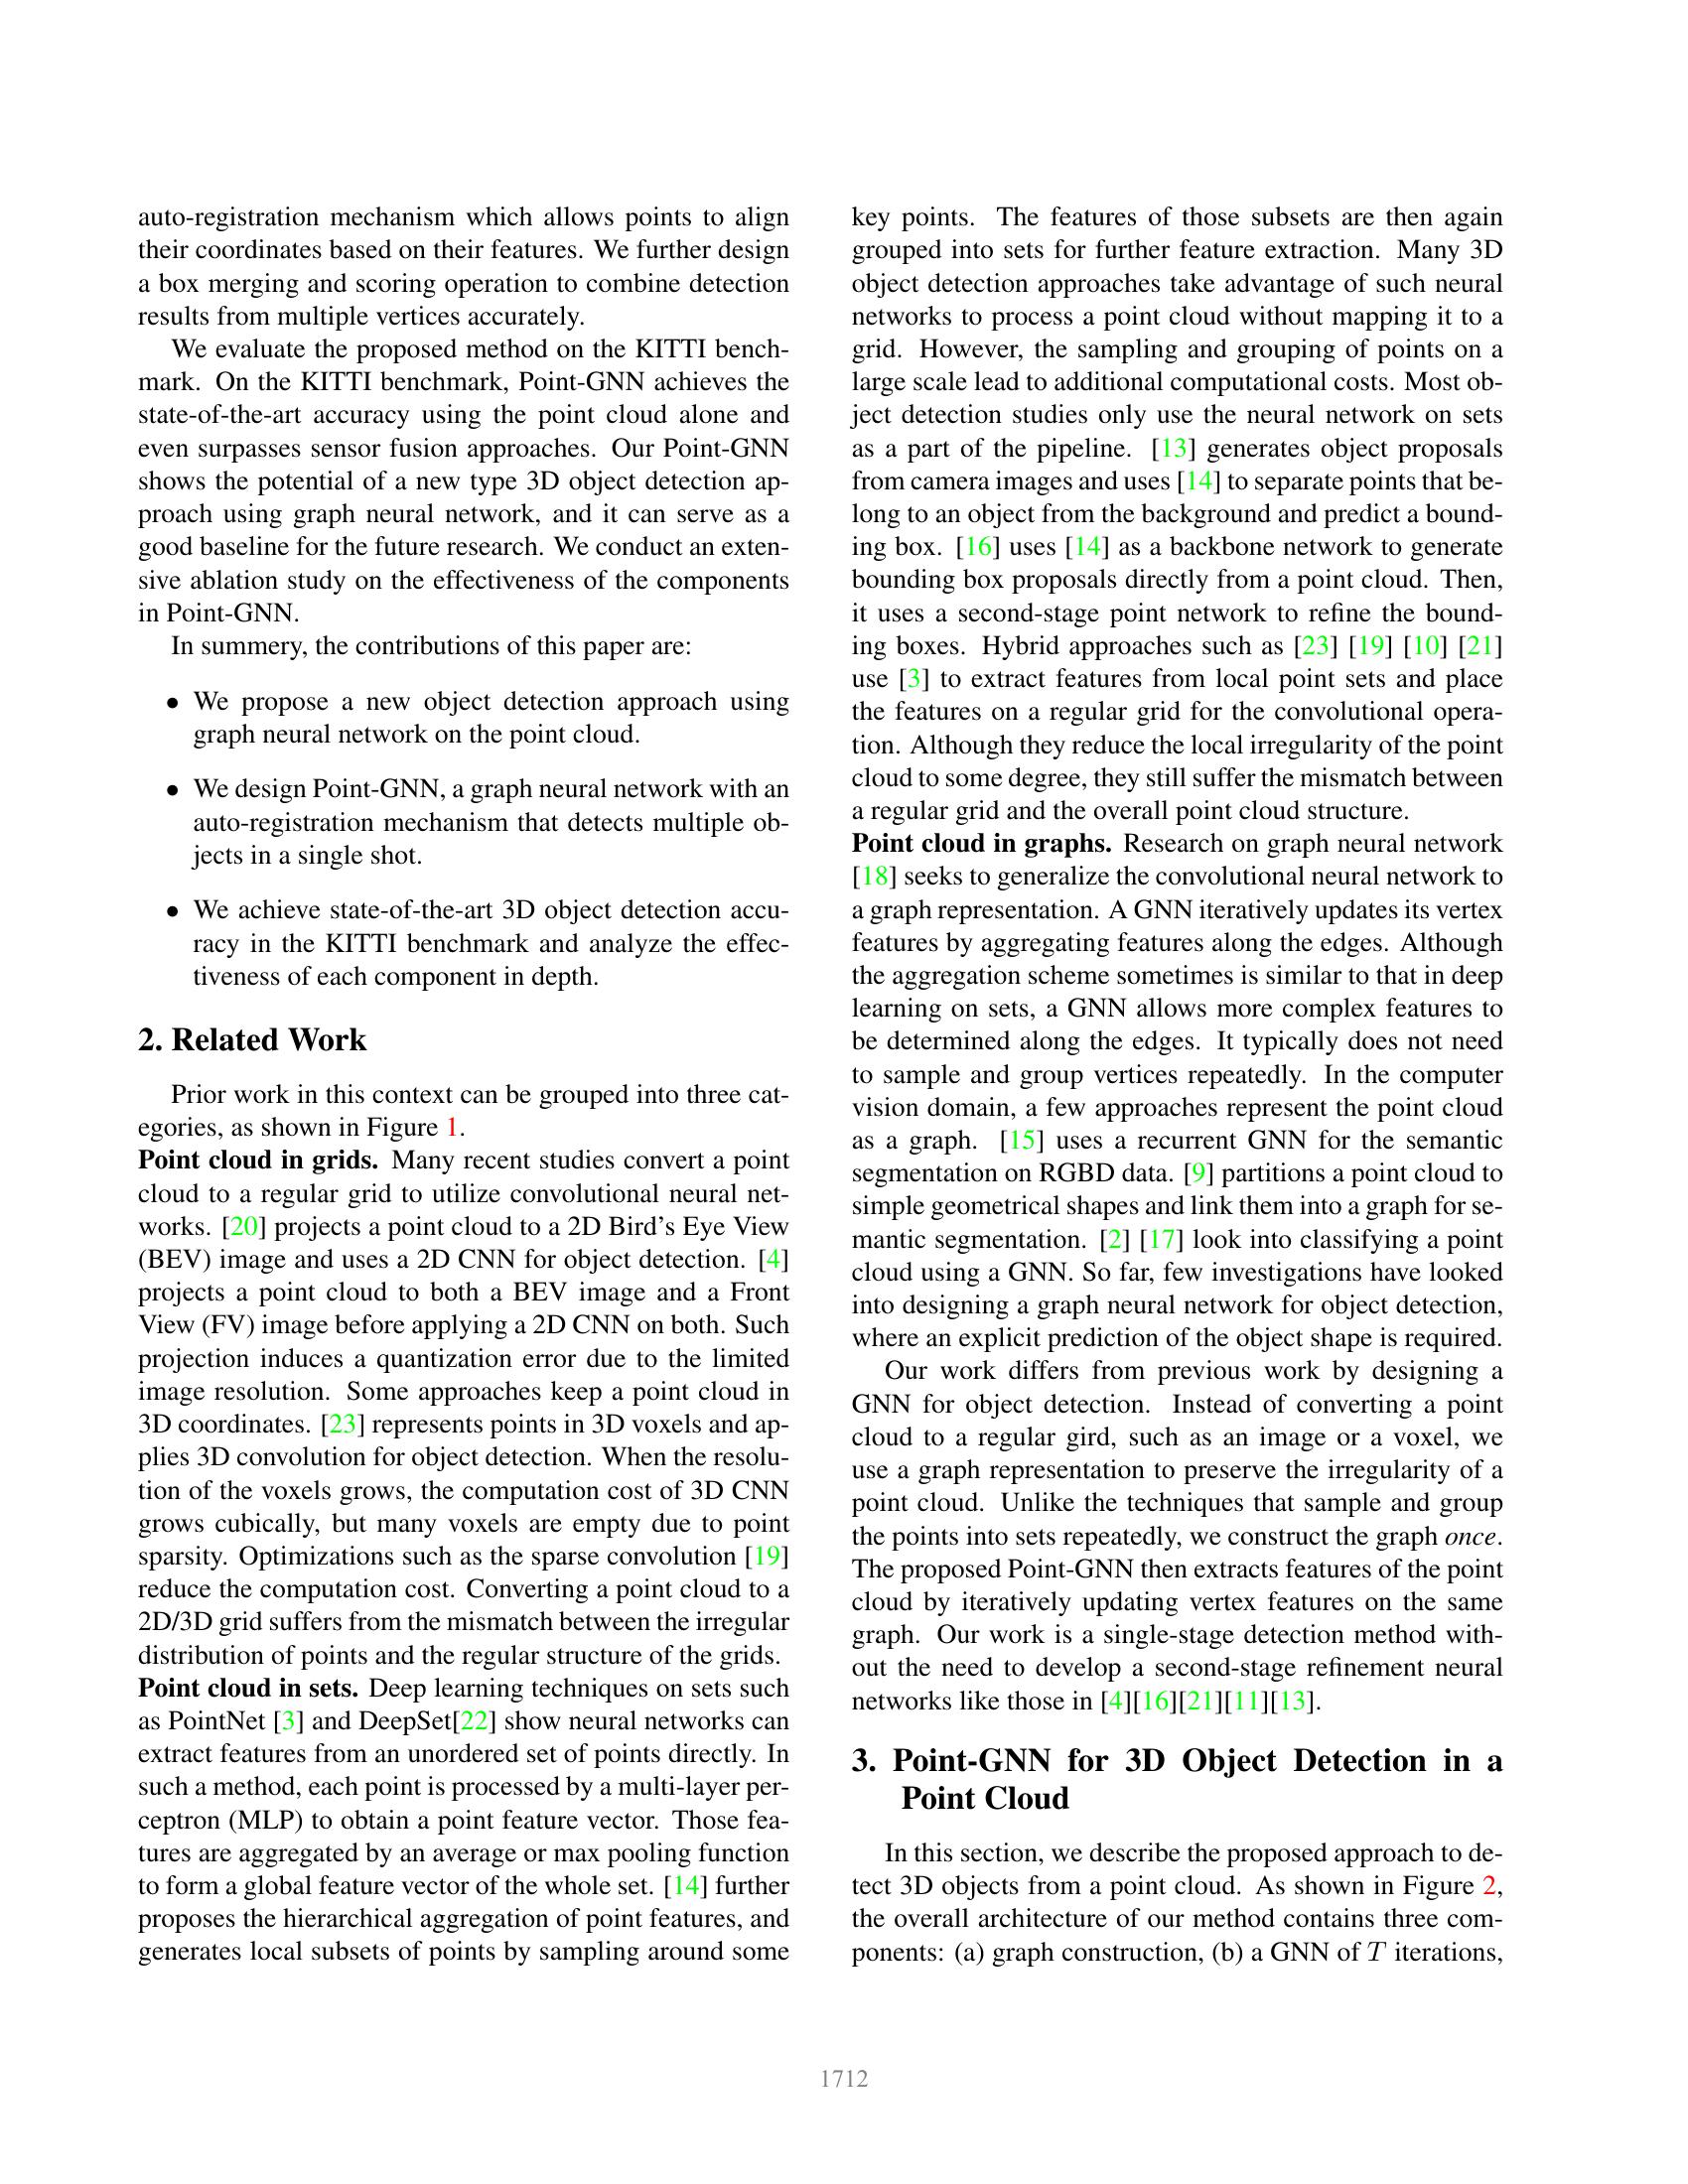 auto-registration mechanism which allows points to align
their coordinates based on their features. We further design
a box merging and scoring operation to combine detection
results from multiple vertices accurately.
We evaluate the proposed method on the KITTI bench-
mark. On the KITTI benchmark, Point-GNN achieves the
state-of-the-art accuracy using the point cloud alone and
even surpasses sensor fusion approaches. Our Point-GNN
shows the potential of a new type 3D object detection ap-
proach using graph neural network, and it can serve as a
good baseline for the future research. We conduct an exten-
sive ablation study on the effectiveness of the components
in Point-GNN.
In summery, the contributions of this paper are:
• We propose a new object detection approach using
graph neural network on the point cloud.
• We design Point-GNN, a graph neural network with an
auto-registration mechanism that detects multiple ob-
jects in a single shot.
• We achieve state-of-the-art 3D object detection accu-
racy in the KITTI benchmark and analyze the effec-
tiveness of each component in depth.
2. Related Work
Prior work in this context can be grouped into three cat-
egories, as shown in Figure 1.
Point cloud in grids. Many recent studies convert a point
cloud to a regular grid to utilize convolutional neural net-
works. [20] projects a point cloud to a 2D Bird's Eye View
(BEV) image and uses a 2D CNN for object detection. [4]
projects a point cloud to both a BEV image and a Front
View (FV) image before applying a 2D CNN on both. Such
projection induces a quantization error due to the limited
image resolution. Some approaches keep a point cloud in
3D coordinates. [23] represents points in 3D voxels and ap-
plies 3D convolution for object detection. When the resolu-
tion of the voxels grows, the computation cost of 3D CNN
grows cubically, but many voxels are empty due to point
sparsity. Optimizations such as the sparse convolution [19]
reduce the computation cost. Converting a point cloud to a
2D/3D grid suffers from the mismatch between the irregular
distribution of points and the regular structure of the grids.
Point cloud in sets. Deep learning techniques on sets such
as PointNet [3] and DeepSet[22] show neural networks can
extract features from an unordered set of points directly. In
such a method, each point is processed by a multi-layer per-
ceptron (MLP) to obtain a point feature vector. Those fea-
tures are aggregated by an average or max pooling function
to form a global feature vector of the whole set. [14] further
proposes the hierarchical aggregation of point features, and
generates local subsets of points by sampling around some
key points. The features of those subsets are then again
grouped into sets for further feature extraction. Many 3D
object detection approaches take advantage of such neural
networks to process a point cloud without mapping it to a
grid. However, the sampling and grouping of points on a
large scale lead to additional computational costs. Most ob-
ject detection studies only use the neural network on sets
as a part of the pipeline. [13] generates object proposals
from camera images and uses [14] to separate points that be-
long to an object from the background and predict a bound-
ing box. [16] uses [14] as a backbone network to generate
bounding box proposals directly from a point cloud. Then,
it uses a second-stage point network to refine the bound-
ing boxes. Hybrid approaches such as [23] [19] [10] [21]
use [3] to extract features from local point sets and place
the features on a regular grid for the convolutional opera-
tion. Although they reduce the local irregularity of the point
cloud to some degree, they still suffer the mismatch between
a regular grid and the overall point cloud structure.
Point cloud in graphs. Research on graph neural network
[18] seeks to generalize the convolutional neural network to
a graph representation. A GNN iteratively updates its vertex
features by aggregating features along the edges. Although
the aggregation scheme sometimes is similar to that in deep
learning on sets, a GNN allows more complex features to
be determined along the edges. It typically does not need
to sample and group vertices repeatedly. In the computer
vision domain, a few approaches represent the point cloud
as a graph. [15] uses a recurrent GNN for the semantic
segmentation on RGBD data. [9] partitions a point cloud to
simple geometrical shapes and link them into a graph for se-
mantic segmentation. [2] [17] look into classifying a point
cloud using a GNN. So far, few investigations have looked
into designing a graph neural network for object detection,
where an explicit prediction of the object shape is required.
Our work differs from previous work by designing a
GNN for object detection. Instead of converting a point
cloud to a regular gird, such as an image or a voxel, we
use a graph representation to preserve the irregularity of a
point cloud. Unlike the techniques that sample and group
the points into sets repeatedly, we construct the graph once.
The proposed Point-GNN then extracts features of the point
cloud by iteratively updating vertex features on the same
graph. Our work is a single-stage detection method with-
out the need to develop a second-stage refinement neural
networks like those in [4][16][21][11][13].
3. Point-GNN for 3D Object Detection in a
Point Cloud
In this section, we describe the proposed approach to de-
tect 3D objects from a point cloud. As shown in Figure 2,
the overall architecture of our method contains three com-
ponents: (a) graph construction, (b) a GNN of T iterations,
1712